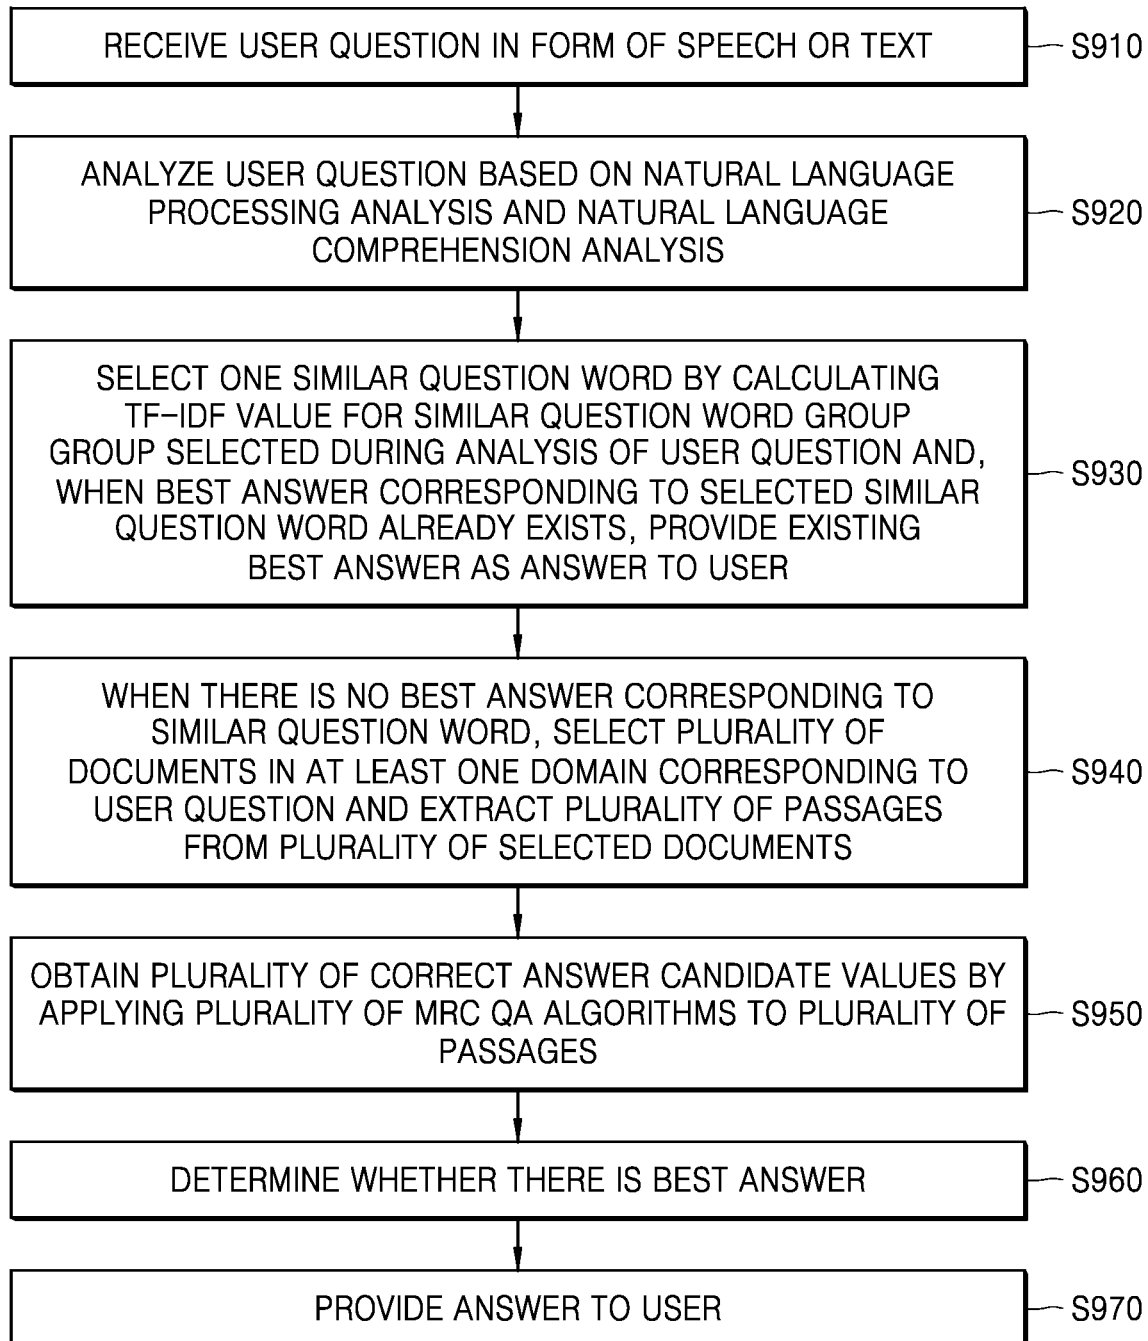 RECEIVE USER QUESTION IN FORM OF SPEECH OR TEXT
S910
ANALYZE USER QUESTION BASED ON NATURAL LANGUAGE
PROCESSING ANALYSIS AND NATURAL LANGUAGE
COMPREHENSION ANALYSIS
S920
SELECT ONE SIMILAR QUESTION WORD BY CALCULATING
TF-IDF VALUE FOR SIMILAR QUESTION WORD GROUP
GROUP SELECTED DURING ANALYSIS OF USER QUESTION AND,
WHEN BEST ANSWER CORRESPONDING TO SELECTED SIMILAR
QUESTION WORD ALREADY EXISTS, PROVIDE EXISTING
BEST ANSWER AS ANSWER TO USER
S930
WHEN THERE IS NO BEST ANSWER CORRESPONDING TO
SIMILAR QUESTION WORD, SELECT PLURALITY OF
DOCUMENTS IN AT LEAST ONE DOMAIN CORRESPONDING TO
USER QUESTION AND EXTRACT PLURALITY OF PASSAGES
FROM PLURALITY OF SELECTED DOCUMENTS
S940
OBTAIN PLURALITY OF CORRECT ANSWER CANDIDATE VALUES BY
APPLYING PLURALITY OF MRC QA ALGORITHMS TO PLURALITY OF
PASSAGES
S950
DETERMINE WHETHER THERE IS BEST ANSWER
S960
PROVIDE ANSWER TO USER
S970